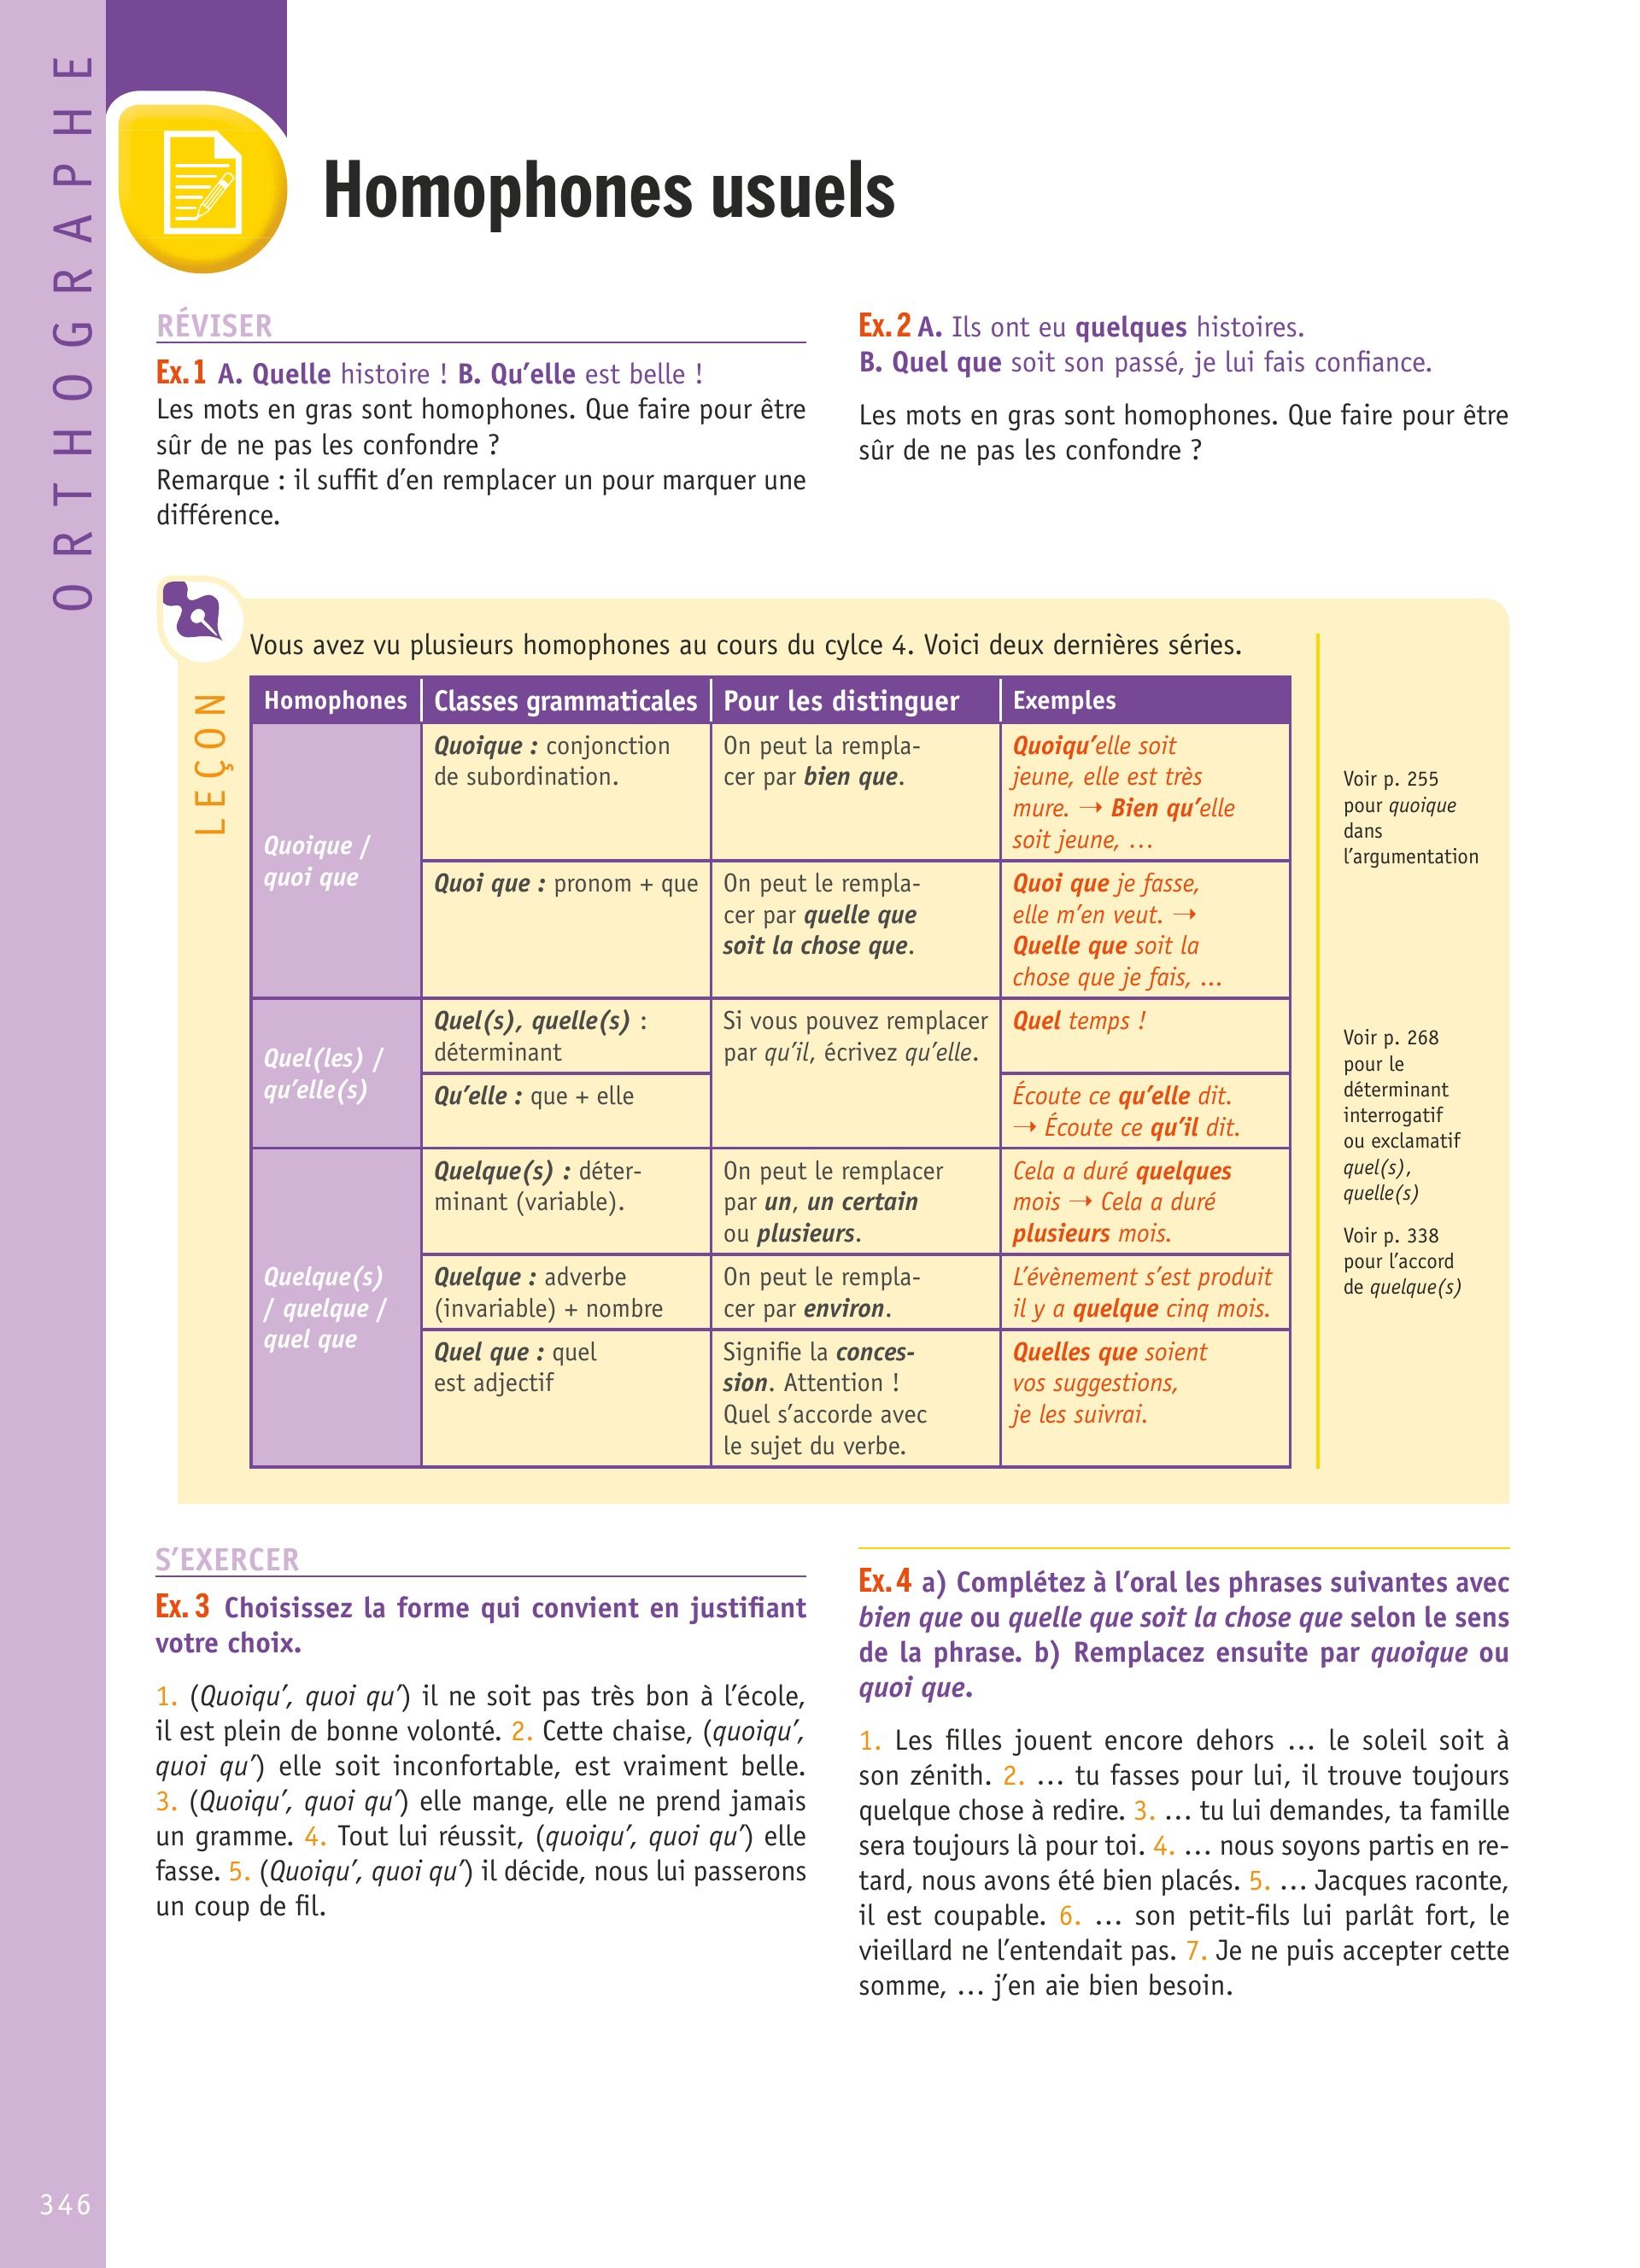 ORTHOGRAPHE
Homophones usuels
RÉVISER
Ex. 1 A. Quelle histoire ! B. Qu’elle est belle !
Les mots en gras sont homophones. Que faire pour être
sûr de ne pas les confondre ?
Remarque : il suffit d’en remplacer un pour marquer une
différence.
Ex. 2 A. Ils ont eu quelques histoires.
B. Quel que soit son passé, je lui fais confiance.
Les mots en gras sont homophones. Que faire pour être
sûr de ne pas les confondre ?
LEÇON
Vous avez vu plusieurs homophones au cours du cylce 4. Voici deux dernières séries.
Homophones
Classes grammaticales
Pour les distinguer
Exemples
Quoique /
quoi que
Quoique : conjonction
de subordination.
On peut la rempla-
cer par bien que.
Quoiqu’elle soit
jeune, elle est très
mure. → Bien qu’elle
soit jeune, …
Quoi que : pronom + que
On peut le rempla-
cer par quelle que
soit la chose que.
Quoi que je fasse,
elle m’en veut. →
Quelle que soit la
chose que je fais, …
Quel(les) /
qu’elle(s)
Quel(s), quelle(s) :
déterminant
Si vous pouvez remplacer
par qu’il, écrivez qu’elle.
Quel temps !
Qu’elle : que + elle
Écoute ce qu’elle dit.
→ Écoute ce qu’il dit.
Quelque(s)
/ quelque /
quel que
Quelque(s) : déter-
minant (variable).
On peut le remplacer
par un, un certain
ou plusieurs.
Cela a duré quelques
mois → Cela a duré
plusieurs mois.
Quelque : adverbe
(invariable) + nombre
On peut le rempla-
cer par environ.
L’évènement s’est produit
il y a quelque cinq mois.
Quel que : quel
est adjectif
Signifie la conces-
sion. Attention !
Quel s’accorde avec
le sujet du verbe.
Quelles que soient
vos suggestions,
je les suivrai.
Voir p. 255
pour quoique
dans
l’argumentation
Voir p. 268
pour le
déterminant
interrogatif
ou exclamatif
quel(s),
quelle(s)
Voir p. 338
pour l’accord
de quelque(s)
S’EXERCER
Ex. 3 Choisissez la forme qui convient en justifiant
votre choix.
1. (Quoiqu’, quoi qu’) il ne soit pas très bon à l’école,
il est plein de bonne volonté. 2. Cette chaise, (quoiqu’,
quoi qu’) elle soit inconfortable, est vraiment belle.
3. (Quoiqu’, quoi qu’) elle mange, elle ne prend jamais
un gramme. 4. Tout lui réussit, (quoiqu’, quoi qu’) elle
fasse. 5. (Quoiqu’, quoi qu’) il décide, nous lui passerons
un coup de fil.
Ex. 4 a) Complétez à l’oral les phrases suivantes avec
bien que ou quelle que soit la chose que selon le sens
de la phrase. b) Remplacez ensuite par quoique ou
quoi que.
1. Les filles jouent encore dehors … le soleil soit à
son zénith. 2. … tu fasses pour lui, il trouve toujours
quelque chose à redire. 3. … tu lui demandes, ta famille
sera toujours là pour toi. 4. … nous soyons partis en re-
tard, nous avons été bien placés. 5. … Jacques raconte,
il est coupable. 6. … son petit-fils lui parlât fort, le
vieillard ne l’entendait pas. 7. Je ne puis accepter cette
somme, … j’en aie bien besoin.
346